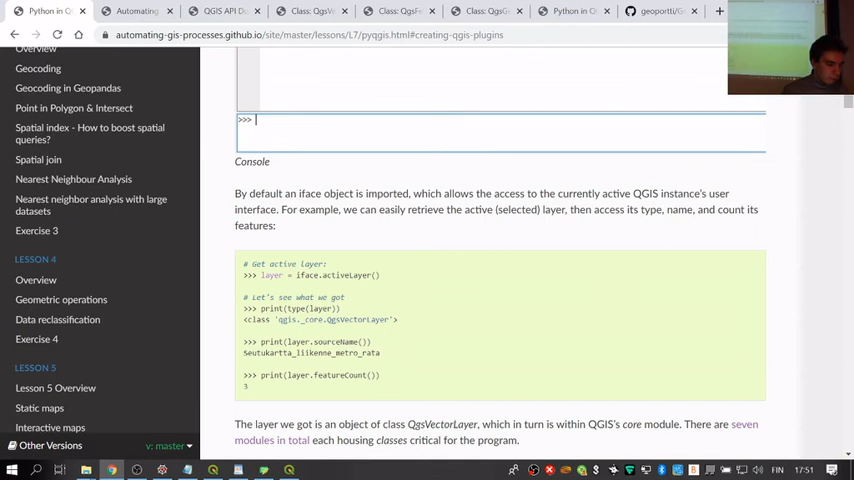 Python in Q
Automating
QGIS API Do
Class: QgsVe
Class: QgsFe
Class: QgsGe
Python in Q
geoportti/G
automating-gis-processes.github.io/site/master/lessons/L7/pyqgis.html#creating-qgis-plugins
Overview
Geocoding
Geocoding in Geopandas
Point in Polygon & Intersect
Spatial index - How to boost spatial
queries?
Spatial join
Nearest Neighbour Analysis
Nearest neighbor analysis with large
datasets
Exercise 3
LESSON 4
Overview
Geometric operations
Data reclassification
Exercise 4
LESSON 5
Lesson 5 Overview
Static maps
Interactive maps
Other Versions
v: master
>>>
Console
By default an iface object is imported, which allows the access to the currently active QGIS instance's user
interface. For example, we can easily retrieve the active (selected) layer, then access its type, name, and count its
features:
# Get active layer:
>>> layer = iface.activeLayer()
# Let's see what we got
>>> print(type(layer))
<class 'qgis._core.QgsVectorLayer'>
>>> print(layer.sourceName())
Seutukartta_liikenne_metro_rata
>>> print(layer.featureCount())
3
The layer we got is an object of class QgsVectorLayer, which in turn is within QGIS's core module. There are seven
modules in total each housing classes critical for the program.
FIN
17:51